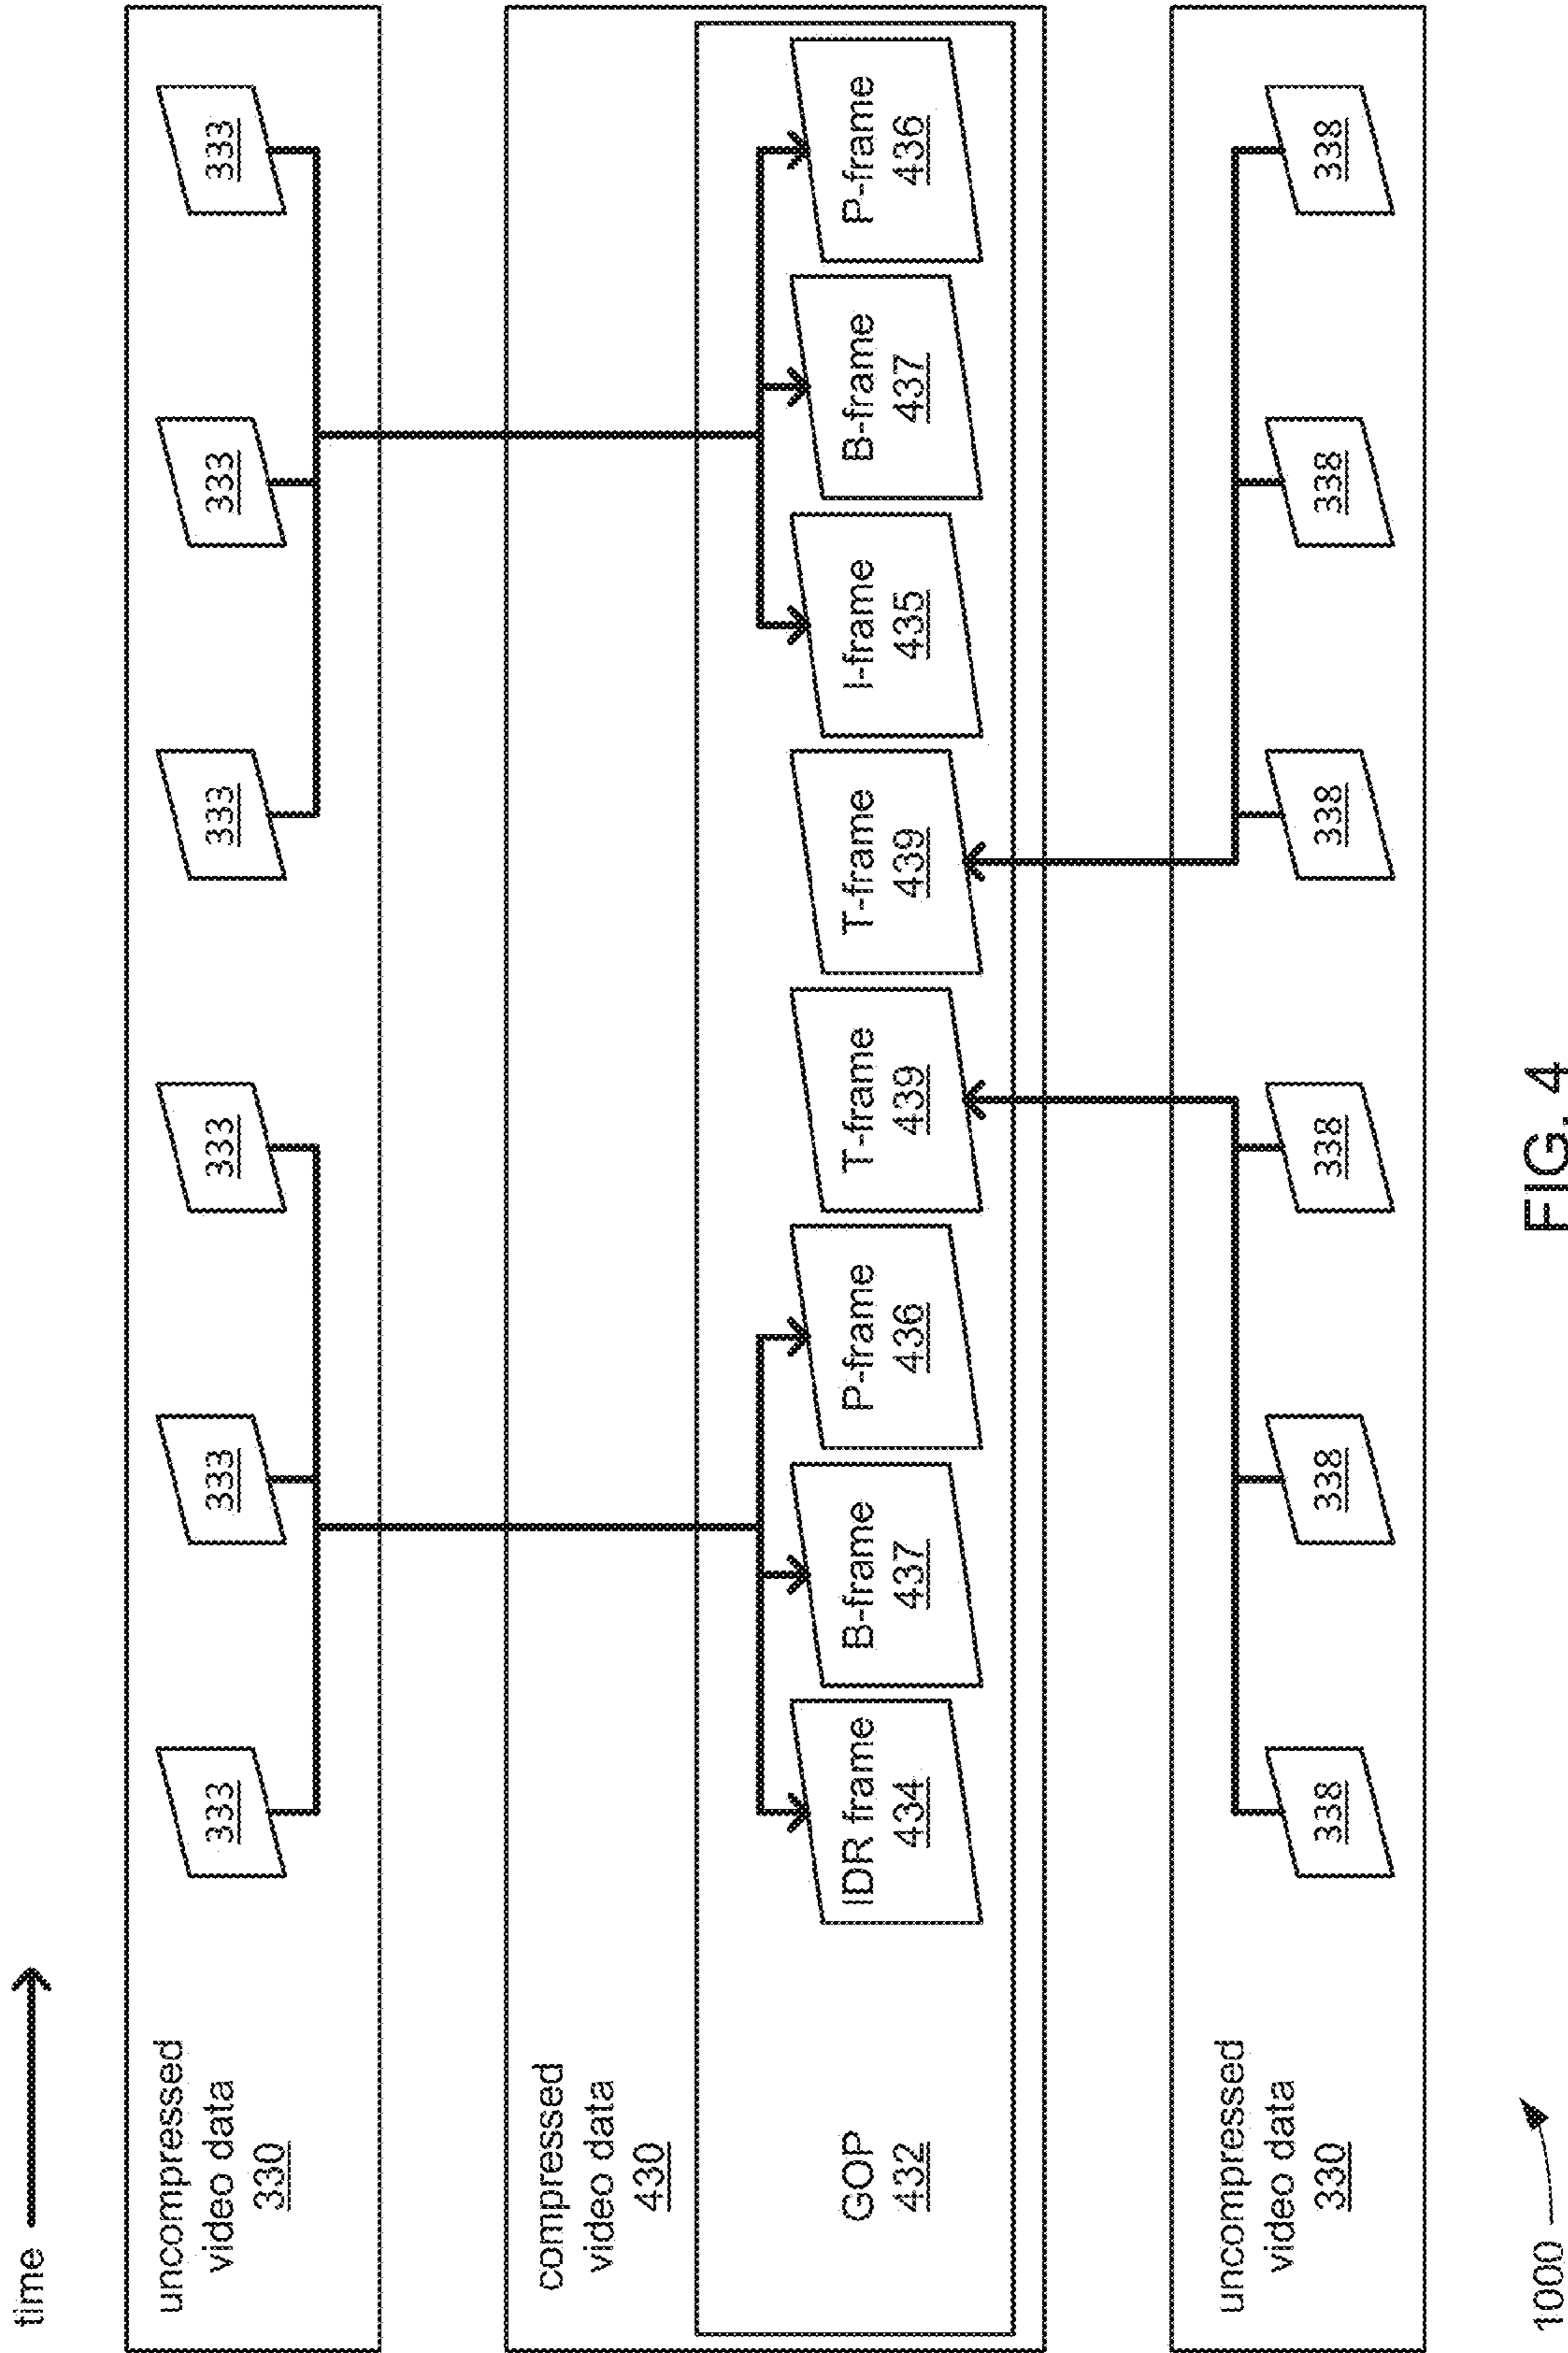 time
uncompressed
video data
330
333
333
333
333
333
333
compressed
video data
430
GOP
432
IDR frame
434
B-frame
437
P-frame
436
T-frame
439
T-frame
439
I-frame
435
B-frame
437
P-frame
436
uncompressed
video data
330
338
338
338
338
338
338
1000
FIG. 4